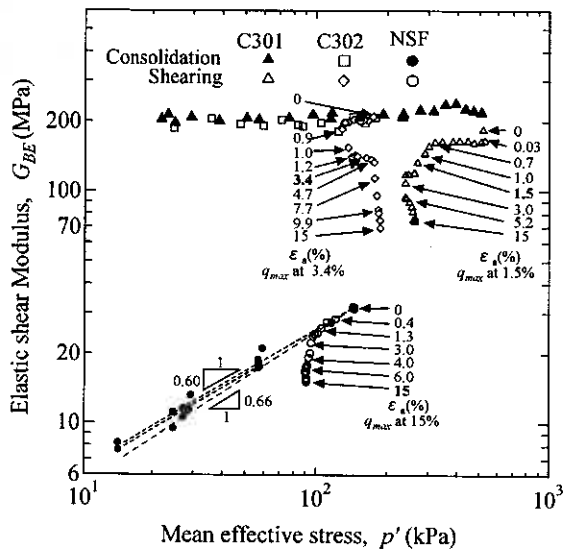 C301 C302 NSF
Consolidation
Shearing
Elastic shear Modulus, G_BE (MPa)
200
100
70
20
10
6
0
0.9
1.0
1.2
3.4
4.7
7.7
9.9
15
ε_a(%)
q_max at 3.4%
0
0.03
0.7
1.0
1.5
3.0
5.2
15
ε_a(%)
q_max at 1.5%
0
0.4
1.3
3.0
4.0
6.0
15
ε_a(%)
q_max at 15%
1
0.60
0.66
1
10^1 10^2 10^3
Mean effective stress, p' (kPa)